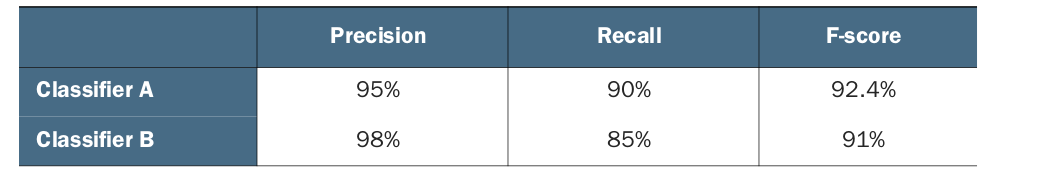 Precision Recall F-score
Classifier A 95% 90% 92.4%
Classifier B 98% 85% 91%